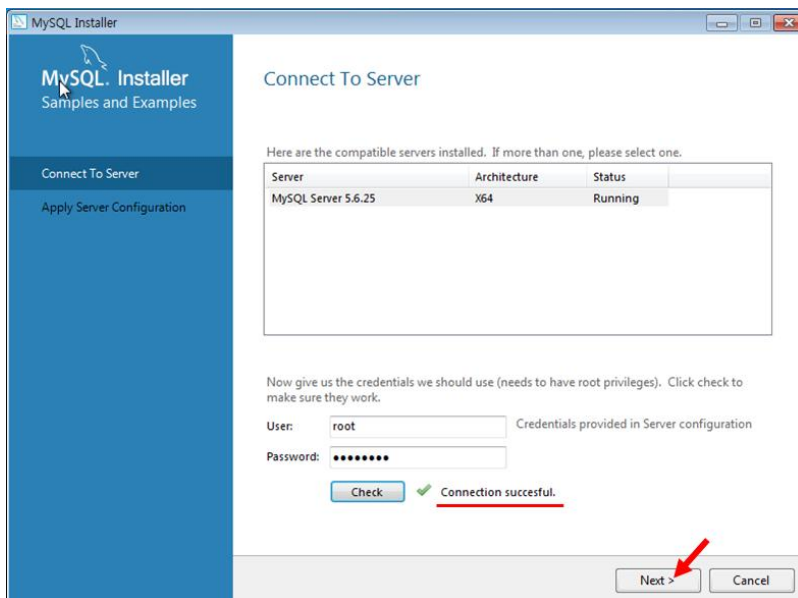 MySQL Installer
MySQL. Installer
Samples and Examples
Connect To Server
Apply Server Configuration
Connect To Server
Here are the compatible servers installed. If more than one, please select one.
Server Architecture Status
MySQL Server 5.6.25 X64 Running
Now give us the credentials we should use (needs to have root privileges). Click check to
make sure they work.
User: root Credentials provided in Server configuration
Password: ●●●●●●●●
Check Connection succesful.
Next > Cancel